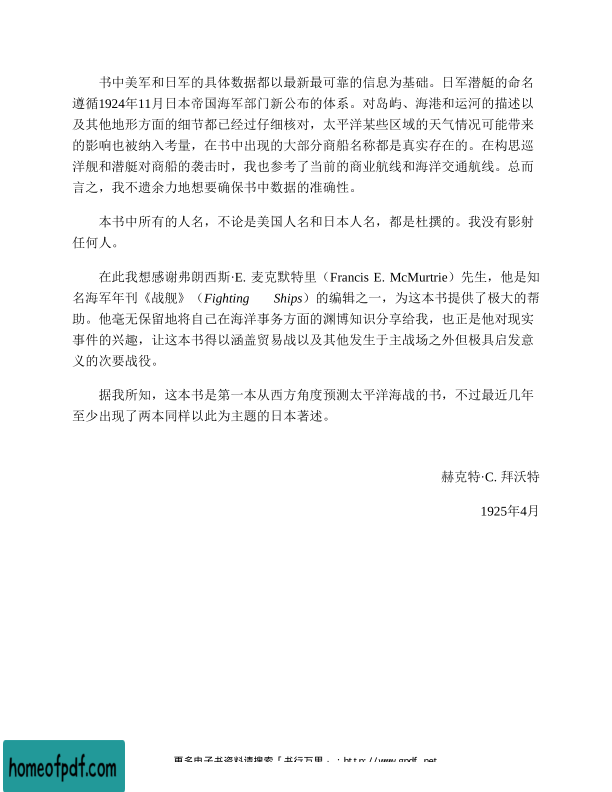 书中美军和日军的具体数据都以最新最可靠的信息为基础。日军潜艇的命名
遵循1924年11月日本帝国海军部门新公布的体系。对岛屿、海港和运河的描述以
及其他地形方面的细节都已经过仔细核对，太平洋某些区域的天气情况可能带来
的影响也被纳入考量，在书中出现的大部分商船名称都是真实存在的。在构思巡
洋舰和潜艇对商船的袭击时，我也参考了当前的商业航线和海洋交通航线。总而
言之，我不遗余力地想要确保书中数据的准确性。
本书中所有的人名，不论是美国人名和日本人名，都是杜撰的。我没有影射
任何人。
在此我想感谢弗朗西斯·E. 麦克默特里（Francis E. McMurtrie）先生，他是知
名海军年刊《战舰》（Fighting Ships）的编辑之一，为这本书提供了极大的帮
助。他毫无保留地将自己在海洋事务方面的渊博知识分享给我，也正是他对现实
事件的兴趣，让这本书得以涵盖贸易战以及其他发生于主战场之外但极具启发意
义的次要战役。
据我所知，这本书是第一本从西方角度预测太平洋海战的书，不过最近几年
至少出现了两本同样以此为主题的日本著述。
赫克特·C. 拜沃特
1925年4月
更多电子书资料请搜索「书行万里」：http://www.gpdf.net
homeofpdf.com